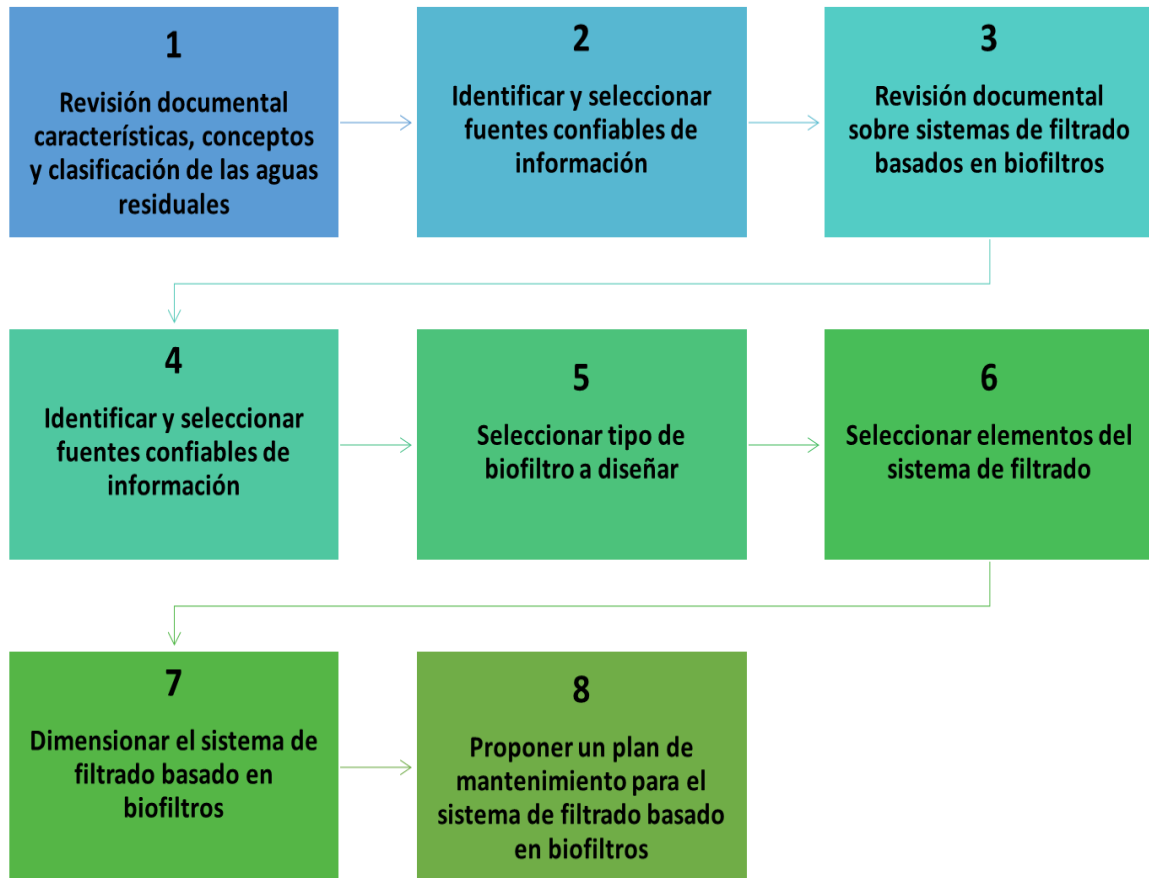 1
Revisión documental
características, conceptos
y clasificación de las aguas
residuales
2
Identificar y seleccionar
fuentes confiables de
información
3
Revisión documental
sobre sistemas de filtrado
basados en biofiltros
4
Identificar y seleccionar
fuentes confiables de
información
5
Seleccionar tipo de
biofiltro a diseñar
6
Seleccionar elementos del
sistema de filtrado
7
Dimensionar el sistema de
filtrado basado en
biofiltros
8
Proponer un plan de
mantenimiento para el
sistema de filtrado basado
en biofiltros